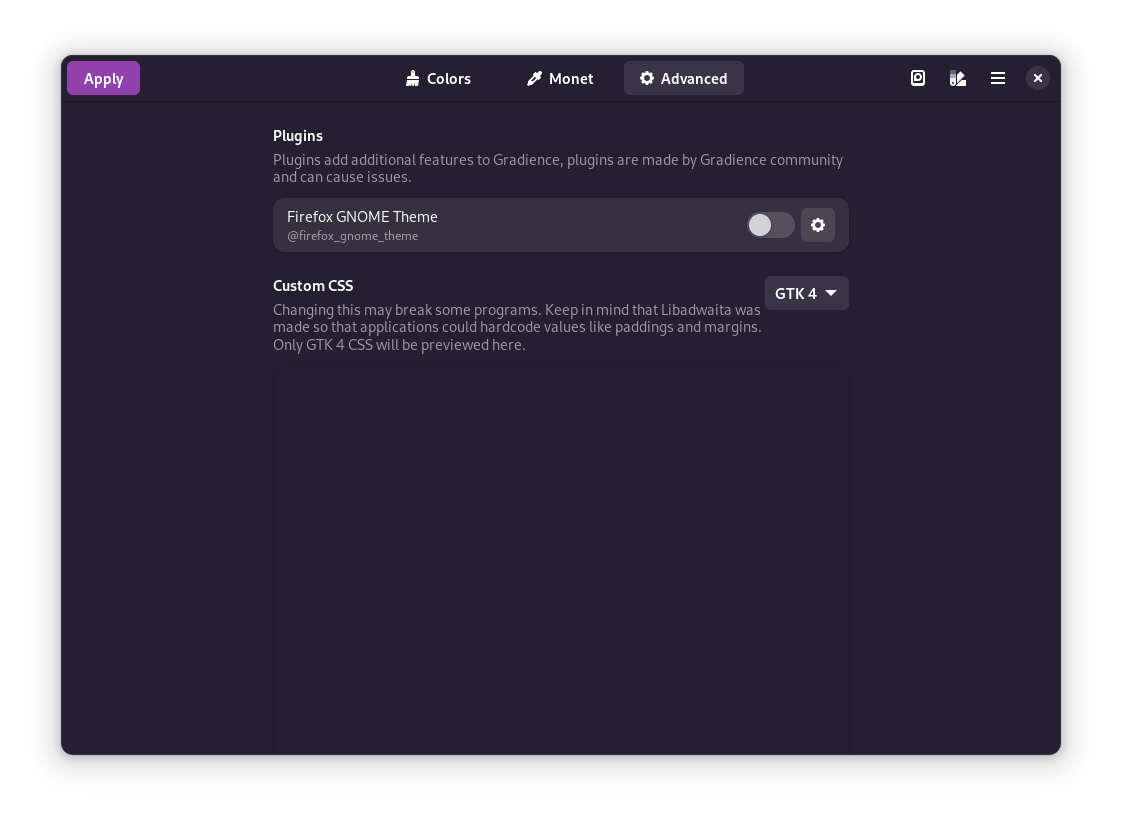 Apply
Colors
Monet
Advanced
Plugins
Plugins add additional features to Gradience, plugins are made by Gradience community
and can cause issues.
Firefox GNOME Theme
@firefox_gnome_theme
Custom CSS
GTK 4
Changing this may break some programs. Keep in mind that Libadwaita was
made so that applications could hardcode values like paddings and margins.
Only GTK 4 CSS will be previewed here.